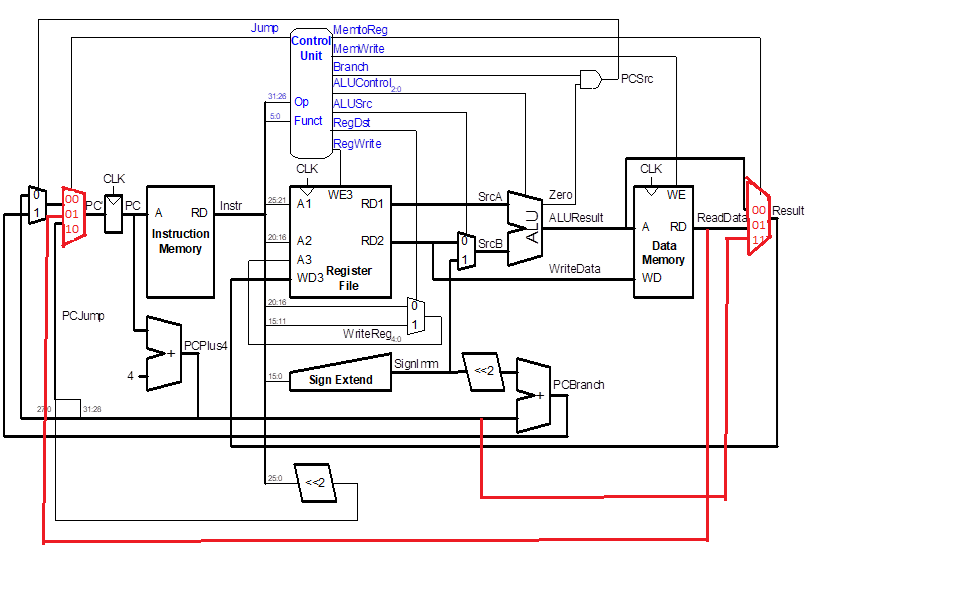 Jump
Control
Unit
MemtoReg
MemWrite
Branch
ALUControl2:0
ALUSrc
RegDst
RegWrite
31:26
Op
5:0
Funct
PCSrc
CLK
CLK
CLK
0
1
00
01
10
PC'
PC
A
RD
Instruction
Memory
Instr
25:21
A1
WE3
RD1
20:16
A2
RD2
A3
WD3
Register
File
SrcA
0
1
SrcB
ALU
Zero
ALUResult
WriteData
WE
A
RD
Data
Memory
WD
ReadData
00
01
11
Result
20:16
15:11
0
1
WriteReg4:0
PCJump
+
PCPlus4
4
15:0
Sign Extend
SignImm
<<2
+
PCBranch
27:0
31:28
25:0
<<2